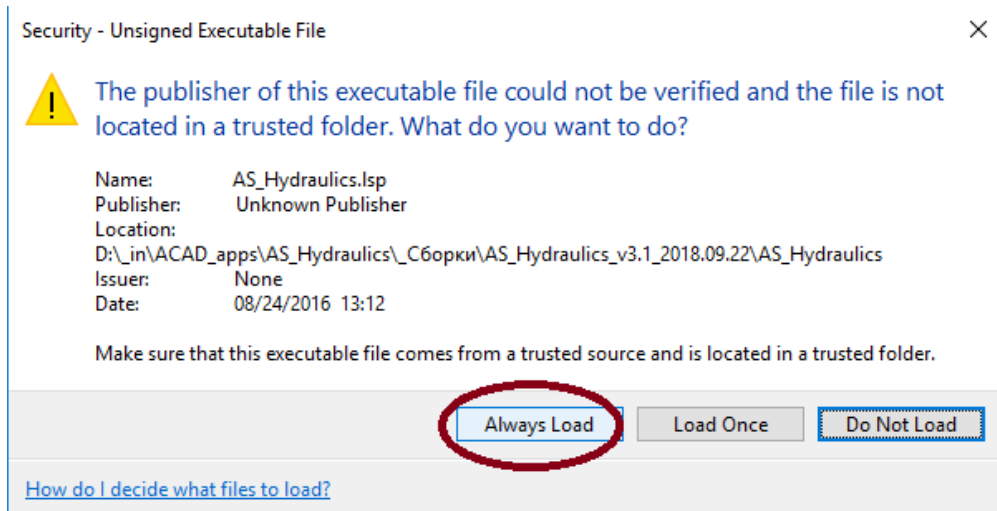 Security - Unsigned Executable File
The publisher of this executable file could not be verified and the file is not
located in a trusted folder. What do you want to do?
Name: AS_Hydraulics.lsp
Publisher: Unknown Publisher
Location:
D:\_in\ACAD_apps\AS_Hydraulics\_Сборки\AS_Hydraulics_v3.1_2018.09.22\AS_Hydraulics
Issuer: None
Date: 08/24/2016 13:12
Make sure that this executable file comes from a trusted source and is located in a trusted folder.
Always Load Load Once Do Not Load
How do I decide what files to load?